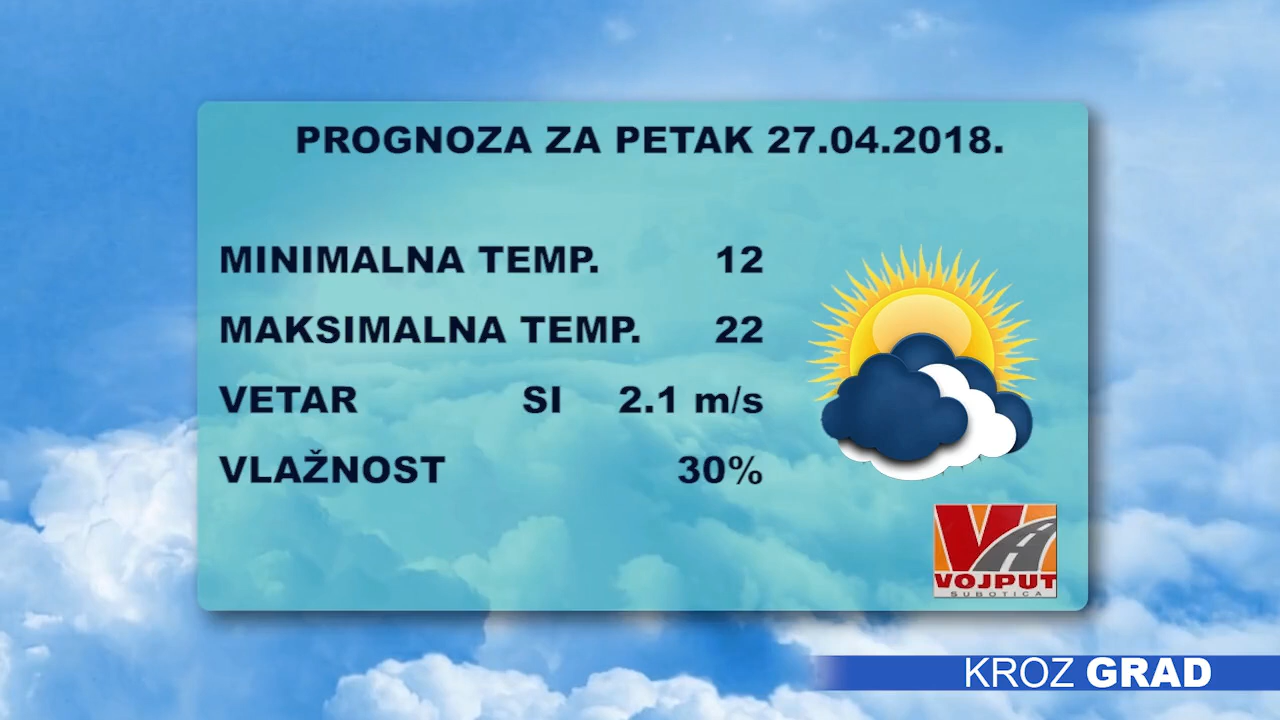 PROGNOZA ZA PETAK 27.04.2018.
MINIMALNA TEMP. 12
MAKSIMALNA TEMP. 22
VETAR SI 2.1 m/s
VLAŽNOST 30%
VOJPUT
SUBOTICA
KROZ GRAD